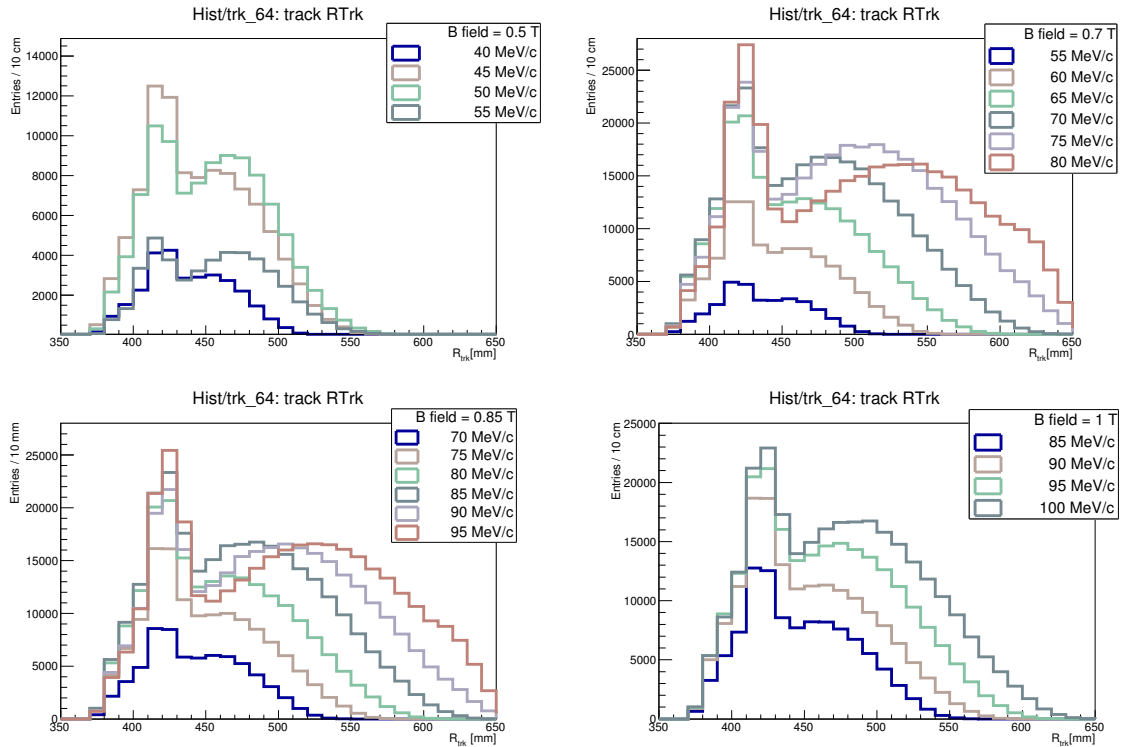 Hist/trk_64: track RTrk
Entries / 10 cm
14000
12000
10000
8000
6000
4000
2000
350 400 450 500 550 600 650
R_trk[mm]
B field = 0.5 T
40 MeV/c
45 MeV/c
50 MeV/c
55 MeV/c
Hist/trk_64: track RTrk
Entries / 10 cm
25000
20000
15000
10000
5000
0
350 400 450 500 550 600 650
R_trk[mm]
B field = 0.7 T
55 MeV/c
60 MeV/c
65 MeV/c
70 MeV/c
75 MeV/c
80 MeV/c
Hist/trk_64: track RTrk
Entries / 10 mm
25000
20000
15000
10000
5000
0
350 400 450 500 550 600 650
R_trk[mm]
B field = 0.85 T
70 MeV/c
75 MeV/c
80 MeV/c
85 MeV/c
90 MeV/c
95 MeV/c
Hist/trk_64: track RTrk
Entries / 10 cm
25000
20000
15000
10000
5000
0
350 400 450 500 550 600 650
R_trk[mm]
B field = 1 T
85 MeV/c
90 MeV/c
95 MeV/c
100 MeV/c